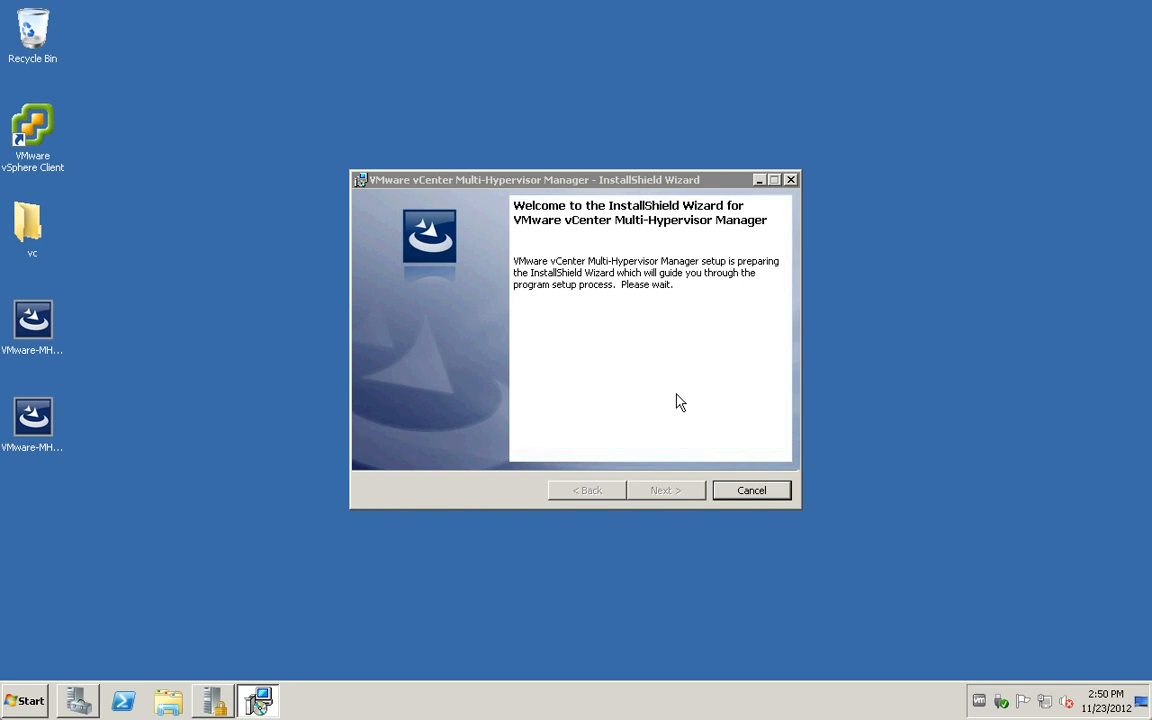 Recycle Bin
VMware
vSphere Client
vc
VMware-MH...
VMware-MH...
VMware vCenter Multi-Hypervisor Manager - InstallShield Wizard
Welcome to the InstallShield Wizard for
VMware vCenter Multi-Hypervisor Manager
VMware vCenter Multi-Hypervisor Manager setup is preparing
the InstallShield Wizard which will guide you through the
program setup process.  Please wait.
< Back
Next >
Cancel
Start
2:50 PM
11/23/2012